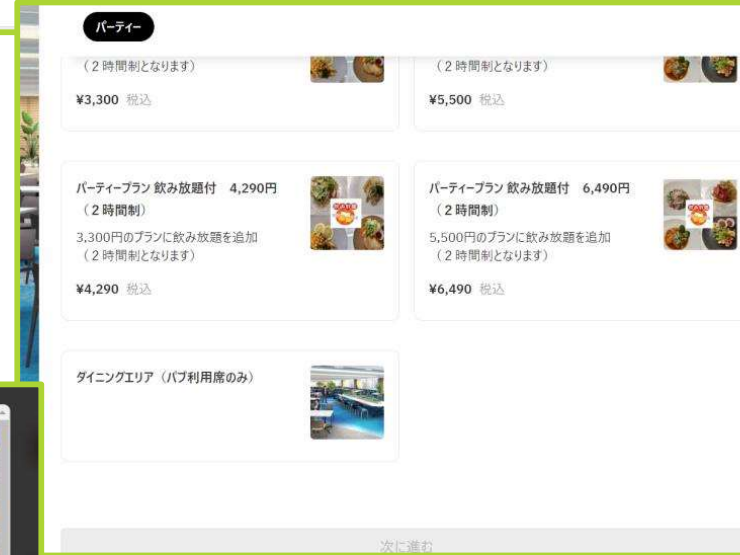 パーティー
（２時間制となります）
¥3,300 税込
（２時間制となります）
¥5,500 税込
パーティープラン 飲み放題付　4,290円
（２時間制）
3,300円のプランに飲み放題を追加
（２時間制となります）
¥4,290 税込
パーティープラン 飲み放題付　6,490円
（２時間制）
5,500円のプランに飲み放題を追加
（２時間制となります）
¥6,490 税込
ダイニングエリア（パブ利用席のみ）
次に進む